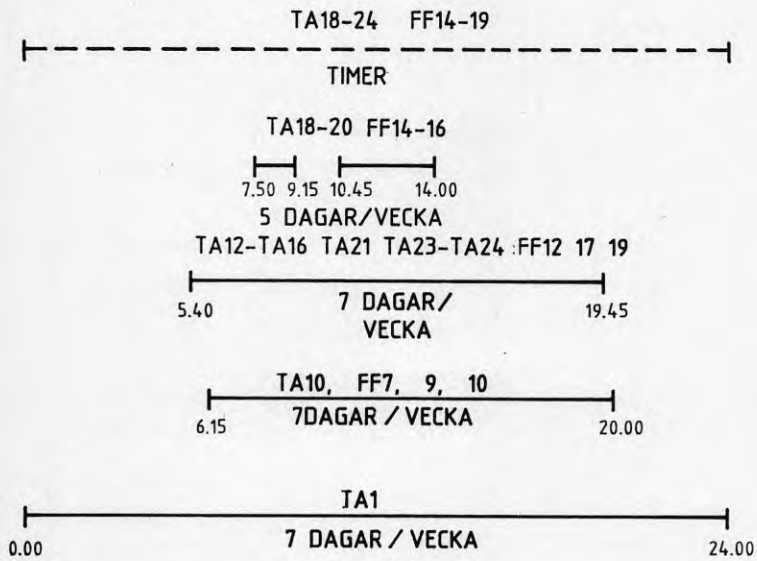 TA18-24 FF14-19
TIMER
TA18-20 FF14-16
7.50 9.15 10.45 14.00
5 DAGAR/VECKA
TA12-TA16 TA21 TA23-TA24 :FF12 17 19
7 DAGAR/
VECKA
5.40 19.45
TA10, FF7, 9, 10
7DAGAR / VECKA
6.15 20.00
TA1
7 DAGAR / VECKA
0.00 24.00